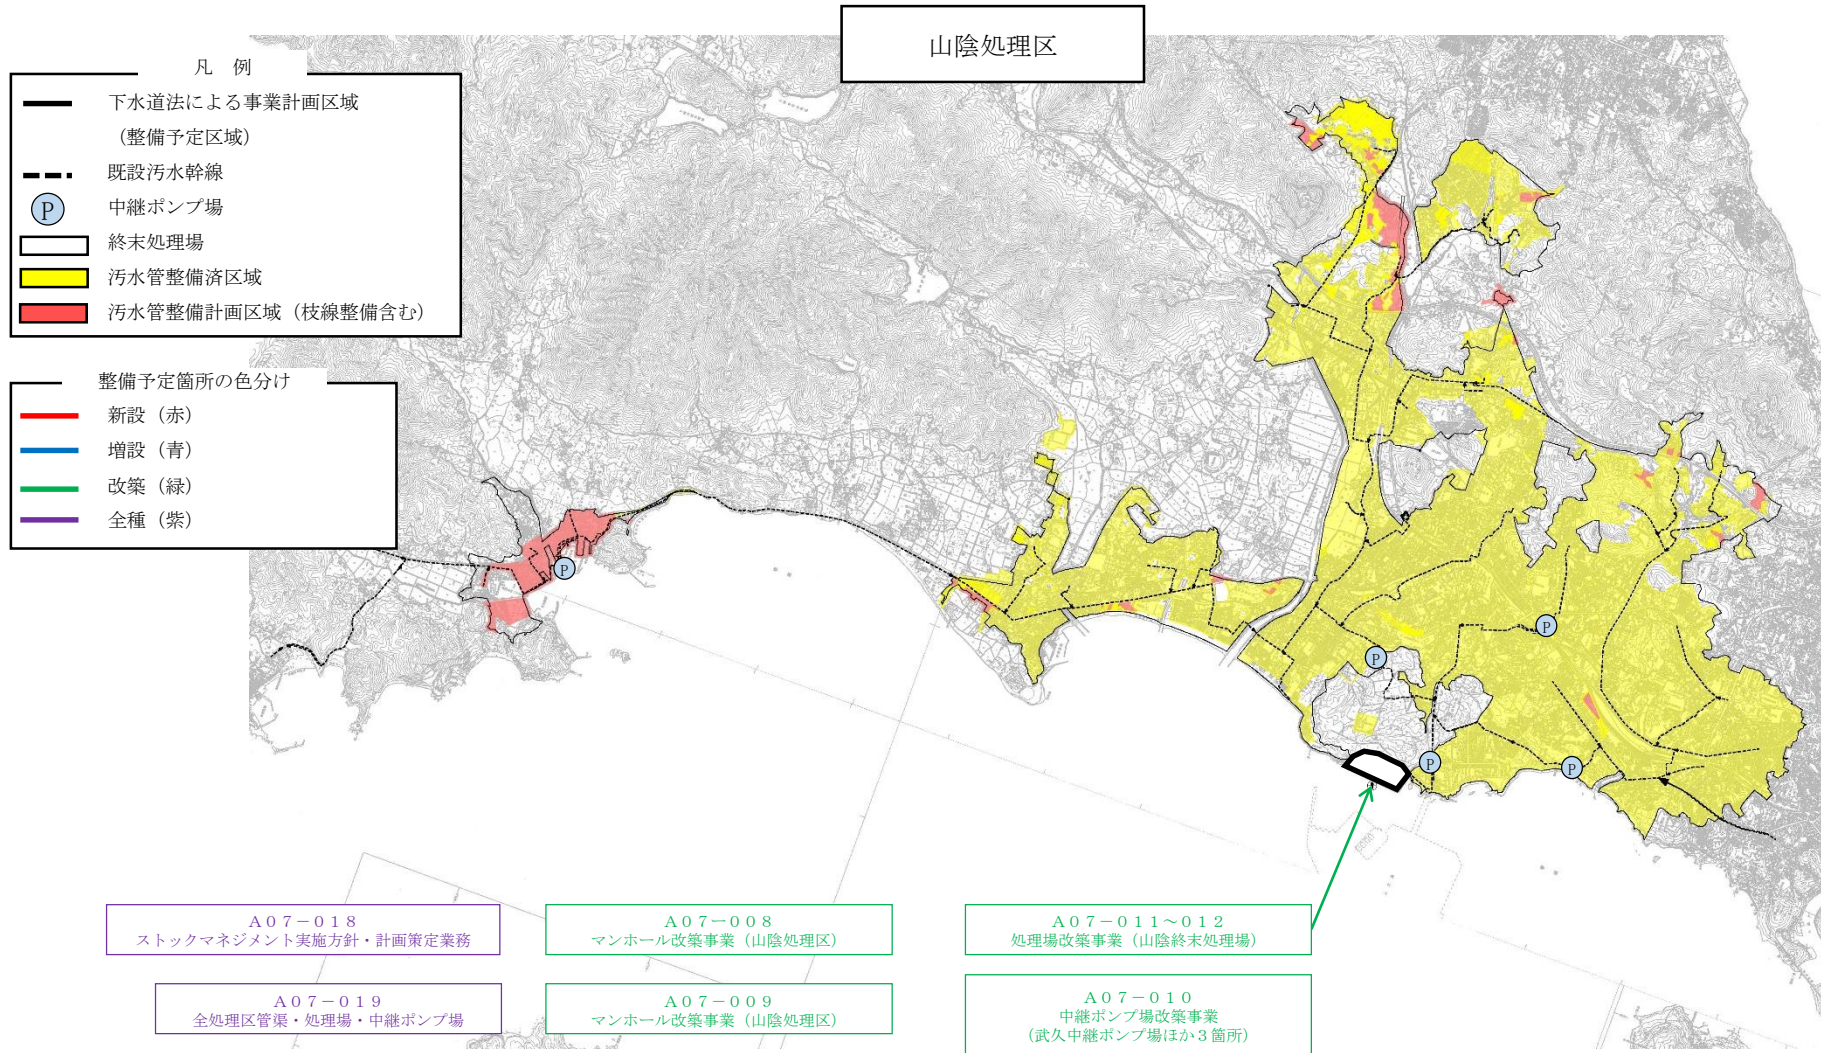 山陰処理区
凡　例
下水道法による事業計画区域
（整備予定区域）
既設汚水幹線
P
中継ポンプ場
終末処理場
汚水管整備済区域
汚水管整備計画区域（枝線整備含む）
整備予定箇所の色分け
新設（赤）
増設（青）
改築（緑）
全種（紫）
P
P
P
P
P
Ａ０７－０１８
ストックマネジメント実施方針・計画策定業務
Ａ０７－００８
マンホール改築事業（山陰処理区）
Ａ０７－０１１～０１２
処理場改築事業（山陰終末処理場）
Ａ０７－０１９
全処理区管渠・処理場・中継ポンプ場
Ａ０７－００９
マンホール改築事業（山陰処理区）
Ａ０７－０１０
中継ポンプ場改築事業
（武久中継ポンプ場ほか３箇所）